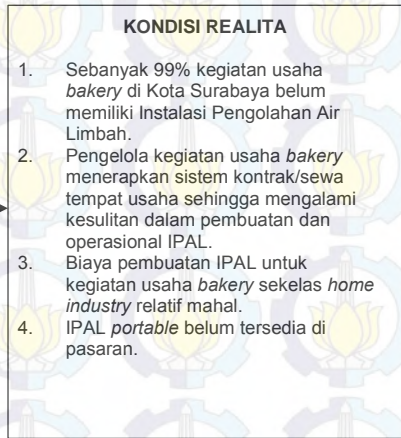 KONDISI REALITA
1. Sebanyak 99% kegiatan usaha
bakery di Kota Surabaya belum
memiliki Instalasi Pengolahan Air
Limbah.
2. Pengelola kegiatan usaha bakery
menerapkan sistem kontrak/sewa
tempat usaha sehingga mengalami
kesulitan dalam pembuatan dan
operasional IPAL.
3. Biaya pembuatan IPAL untuk
kegiatan usaha bakery sekelas home
industry relatif mahal.
4. IPAL portable belum tersedia di
pasaran.